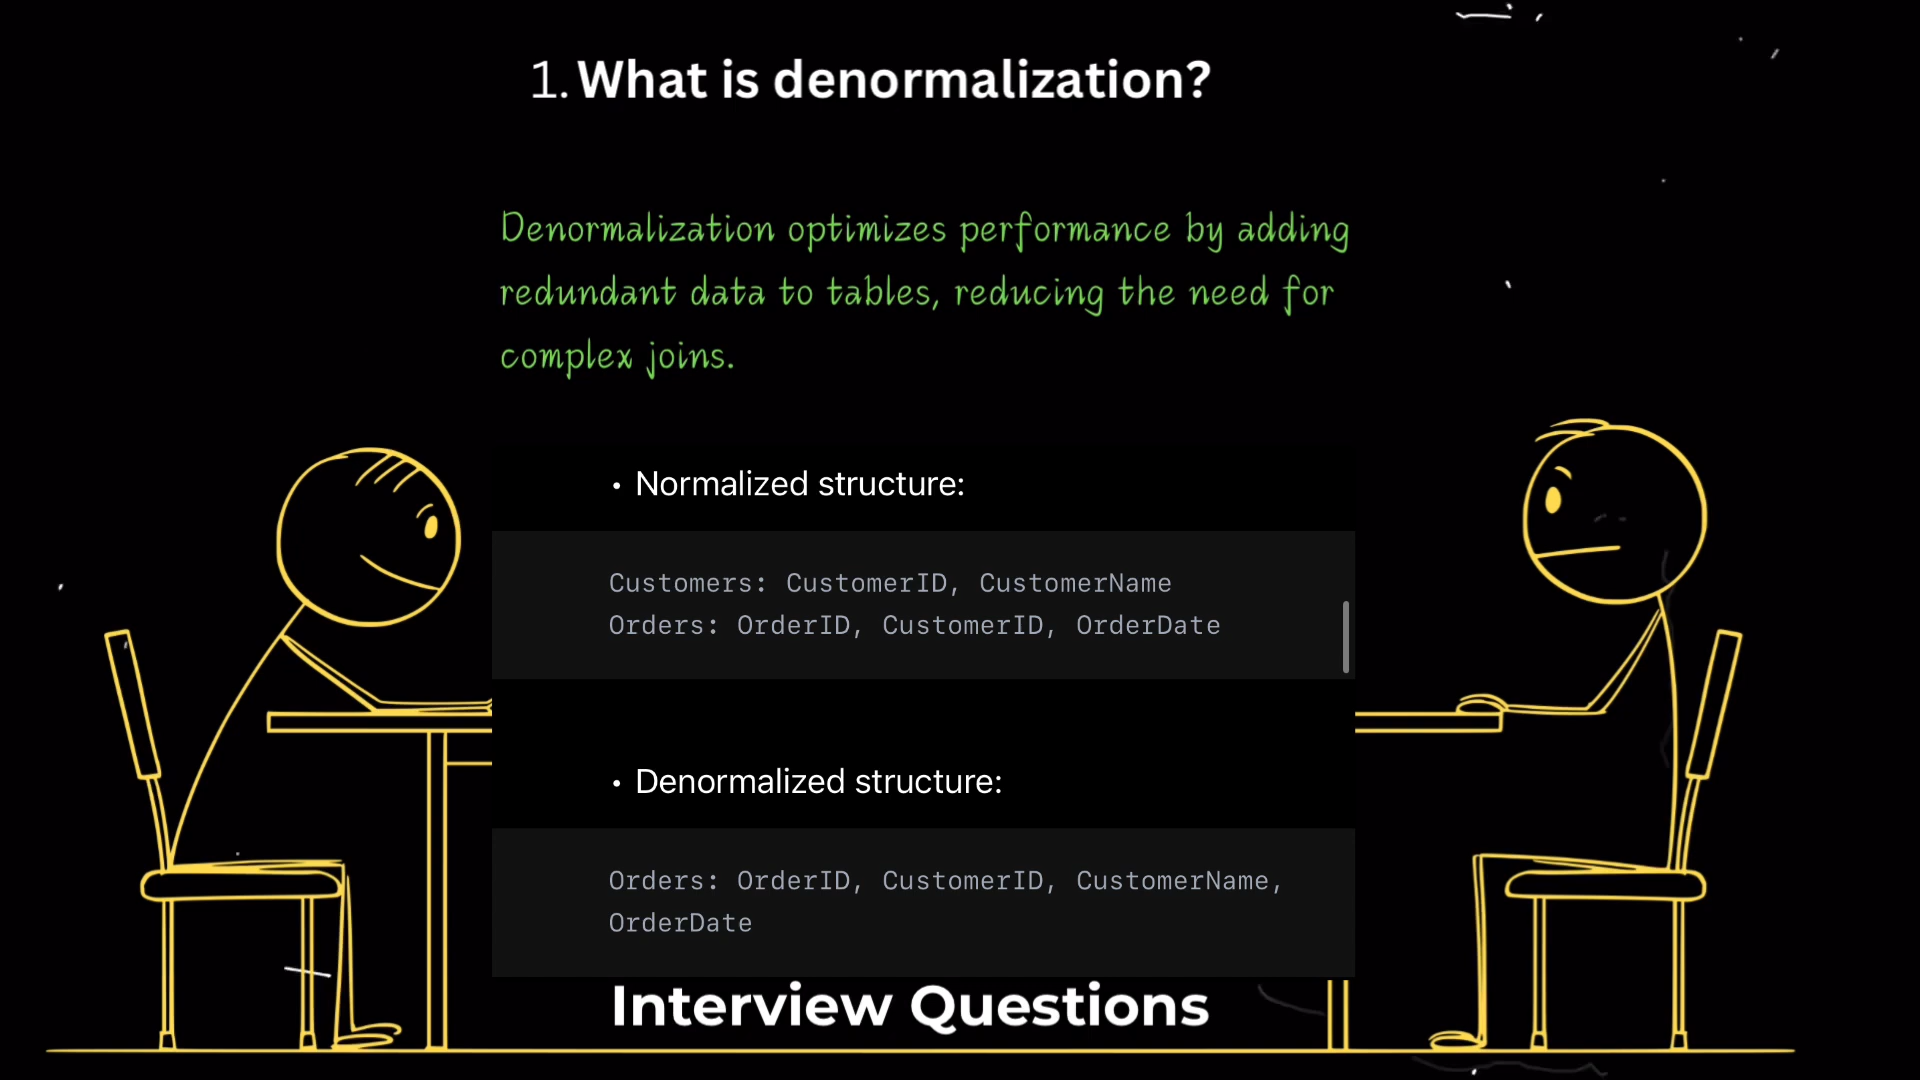 1. What is denormalization?
Denormalization optimizes performance by adding
redundant data to tables, reducing the need for
complex joins.
• Normalized structure:
Customers: CustomerID, CustomerName
Orders: OrderID, CustomerID, OrderDate
• Denormalized structure:
Orders: OrderID, CustomerID, CustomerName,
OrderDate
Interview Questions